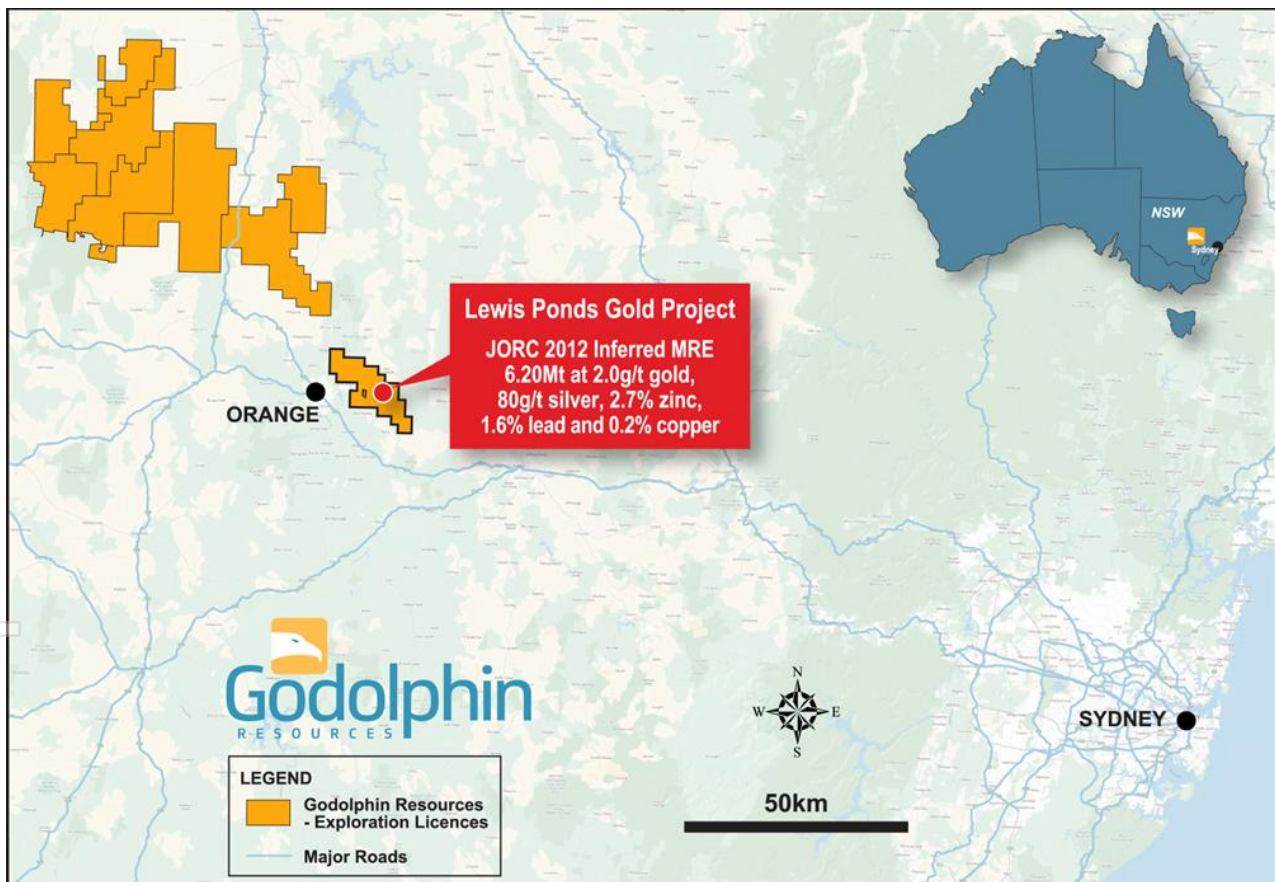 NSW
Sydney
Lewis Ponds Gold Project
JORC 2012 Inferred MRE
6.20Mt at 2.0g/t gold,
80g/t silver, 2.7% zinc,
1.6% lead and 0.2% copper
ORANGE
Godolphin
RESOURCES
N
W E
S
SYDNEY
50km
LEGEND
Godolphin Resources
- Exploration Licences
Major Roads